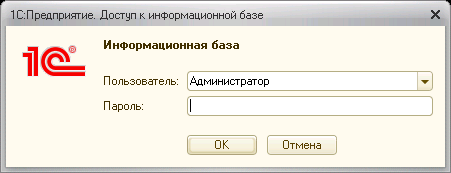 1С:Предприятие. Доступ к информационной базе
1С®
Информационная база
Пользователь: Администратор
Пароль:
OK Отмена